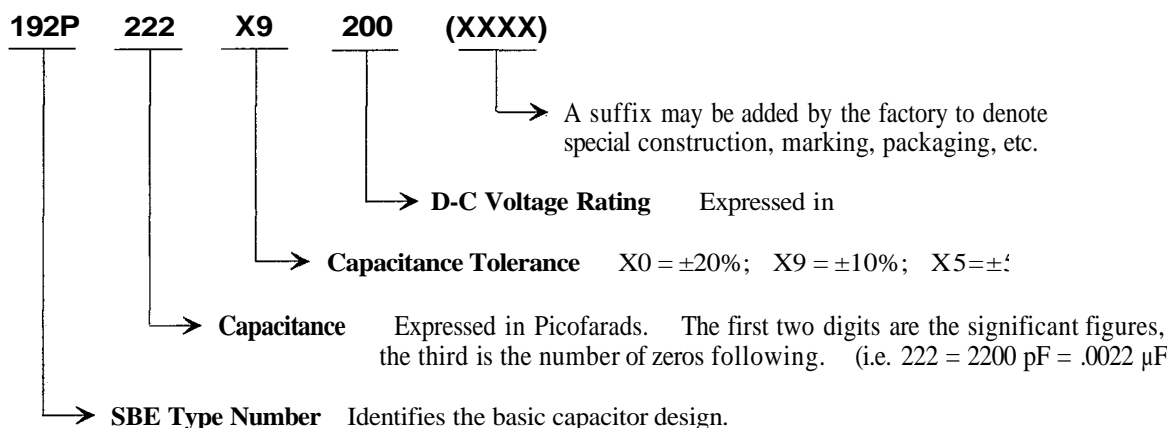 192P 222 X9 200 (XXXX)
A suffix may be added by the factory to denote
special construction, marking, packaging, etc.
D-C Voltage Rating Expressed in
Capacitance Tolerance X0 = ±20%; X9 = ±10%; X5=±
Capacitance Expressed in Picofarads. The first two digits are the significant figures,
the third is the number of zeros following. (i.e. 222 = 2200 pF = .0022 µF
SBE Type Number Identifies the basic capacitor design.